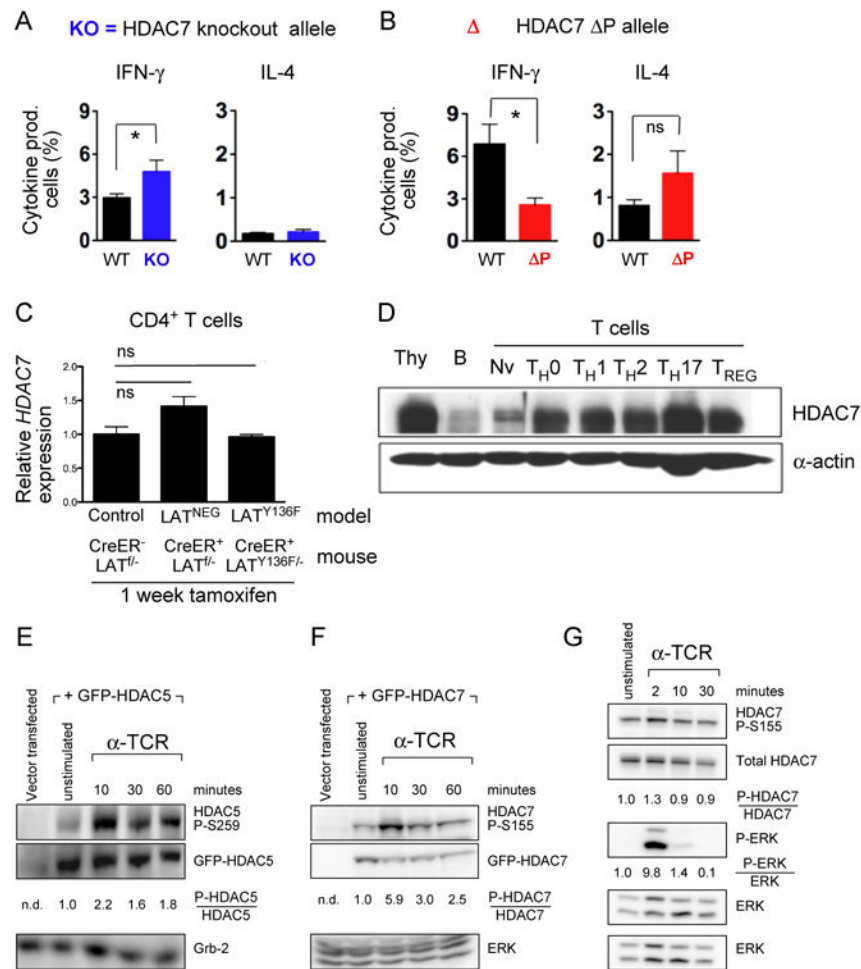 A
KO = HDAC7 knockout allele
IFN-γ
IL-4
Cytokine prod. cells (%)
9
6
3
0
*
WT
KO
3
2
1
0
WT
KO
B
Δ HDAC7 ΔP allele
IFN-γ
IL-4
Cytokine prod. cells (%)
9
6
3
0
*
WT
ΔP
3
2
1
0
ns
WT
ΔP
C
CD4+ T cells
Relative HDAC7 expression
2.0
1.5
1.0
0.5
0.0
ns
ns
Control LATNEG LATY136F model
CreER- CreER+ CreER+
LATf/- LATf/- LATY136F/- mouse
1 week tamoxifen
D
T cells
Thy B Nv TH0 TH1 TH2 TH17 TREG
HDAC7
α-actin
E
Vector transfected
+ GFP-HDAC5
unstimulated
α-TCR
10 30 60 minutes
HDAC5
P-S259
GFP-HDAC5
n.d. 1.0 2.2 1.6 1.8 P-HDAC5
HDAC5
Grb-2
F
Vector transfected
+ GFP-HDAC7
unstimulated
α-TCR
10 30 60 minutes
HDAC7
P-S155
GFP-HDAC7
n.d. 1.0 5.9 3.0 2.5 P-HDAC7
HDAC7
ERK
G
unstimulated
α-TCR
2 10 30 minutes
HDAC7
P-S155
Total HDAC7
1.0 1.3 0.9 0.9 P-HDAC7
HDAC7
P-ERK
1.0 9.8 1.4 0.1 P-ERK
ERK
ERK
ERK